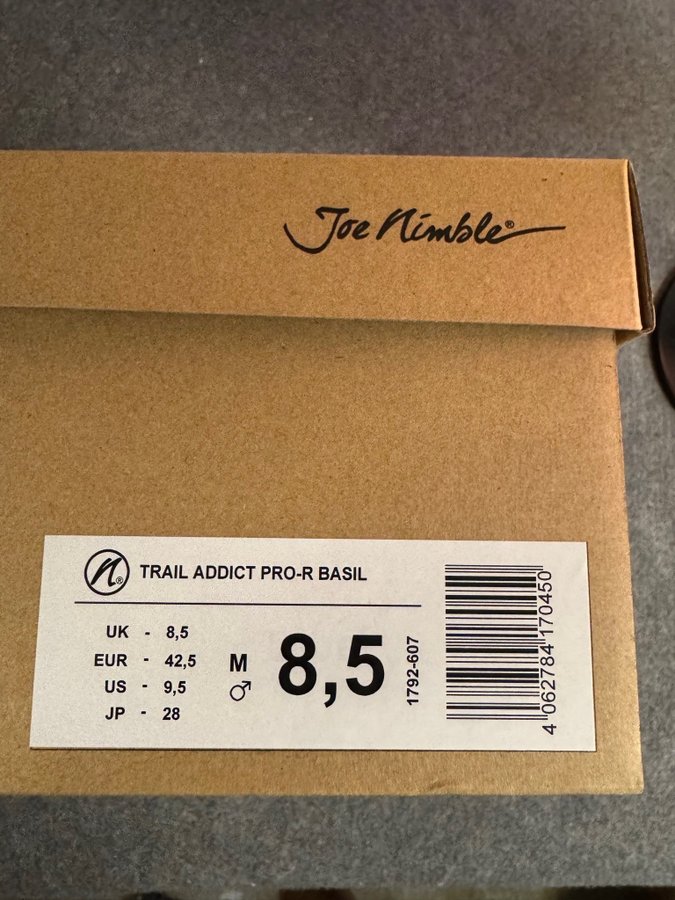 Joe Nimble®
n®
TRAIL ADDICT PRO-R BASIL
UK - 8,5
EUR - 42,5
US - 9,5
JP - 28
M
♂
8,5
1792-607
4 062784 170450